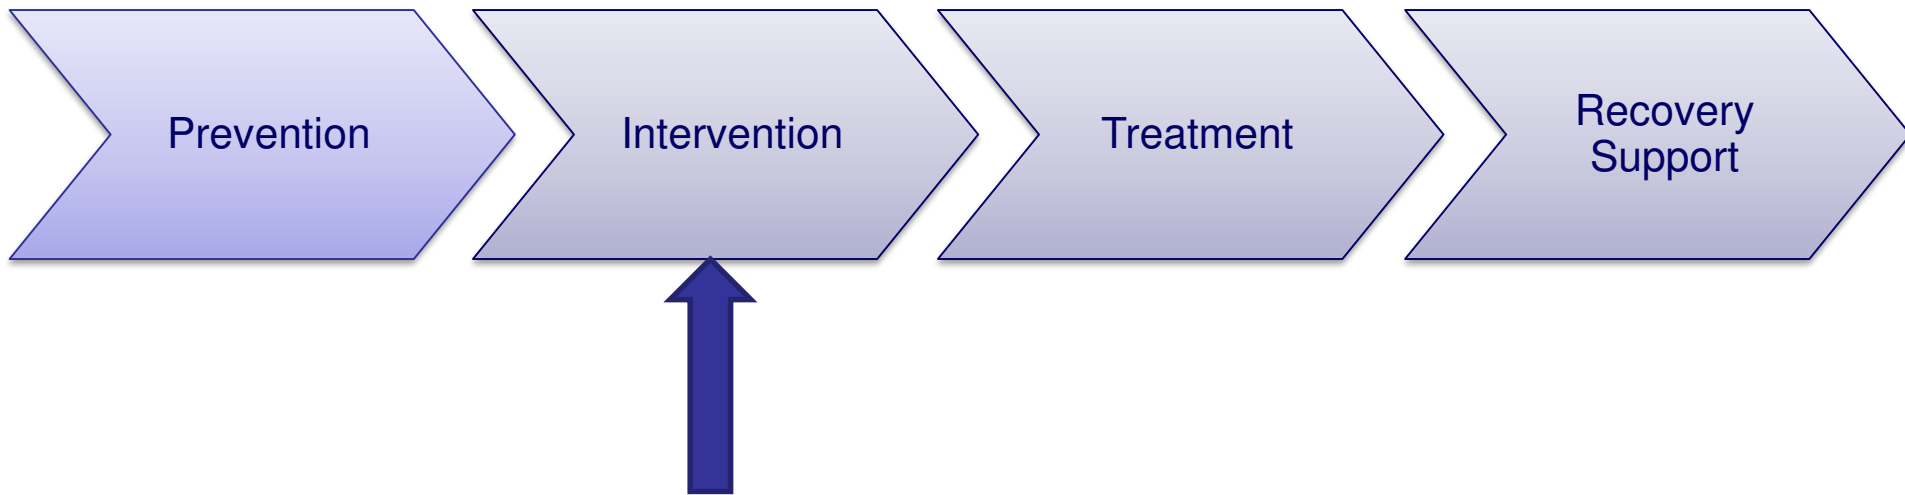 Prevention
Intervention
Treatment
Recovery
Support